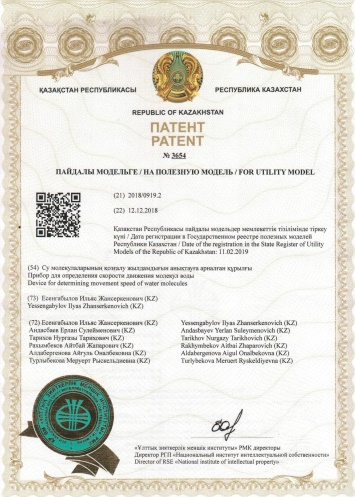 ҚАЗАҚСТАН РЕСПУБЛИКАСЫ
РЕСПУБЛИКА КАЗАХСТАН
REPUBLIC OF KAZAKHSTAN
ПАТЕНТ
PATENT
№ 3654
ПАЙДАЛЫ МОДЕЛЬГЕ / НА ПОЛЕЗНУЮ МОДЕЛЬ / FOR UTILITY MODEL
(21) 2018/0919.2
(22) 12.12.2018
Қазақстан Республикасы пайдалы модельдер мемлекеттік тізілімінде тіркеу
күні / Дата регистрации в Государственном реестре полезных моделей
Республики Казахстан / Date of the registration in the State Register of Utility
Models of the Republic of Kazakhstan: 11.02.2019
(54) Су молекулаларының қозғалу жылдамдығын анықтауға арналған құрылғы
Прибор для определения скорости движения молекул воды
Device for determining movement speed of water molecules
(73) Есенгабылов Ильяс Жансеркенович (KZ)
Yessengabylov Ilyas Zhanserkenovich (KZ)
(72) Есенгабылов Ильяс Жансеркенович (KZ)
Андасбаев Ерлан Сулейменович (KZ)
Тарихов Нургазы Тарихович (KZ)
Рахымбеков Айтбай Жапарович (KZ)
Алдабергенова Айгуль Оналбековна (KZ)
Турлыбекова Меруерт Рыскельдиевна (KZ)
Yessengabylov Ilyas Zhanserkenovich (KZ)
Andasbayev Yerlan Suleymenovich (KZ)
Tarikhov Nurgazy Tarikhovich (KZ)
Rakhymbekov Aitbai Zhaparovich (KZ)
Aldabergenova Aigul Onalbekovna (KZ)
Turlybekova Meruert Ryskeldiyevna (KZ)
«Ұлттық зияткерлік меншік институты» РМК директоры
Директор РГП «Национальный институт интеллектуальной собственности»
Director of RSE «National institute of intellectual property»